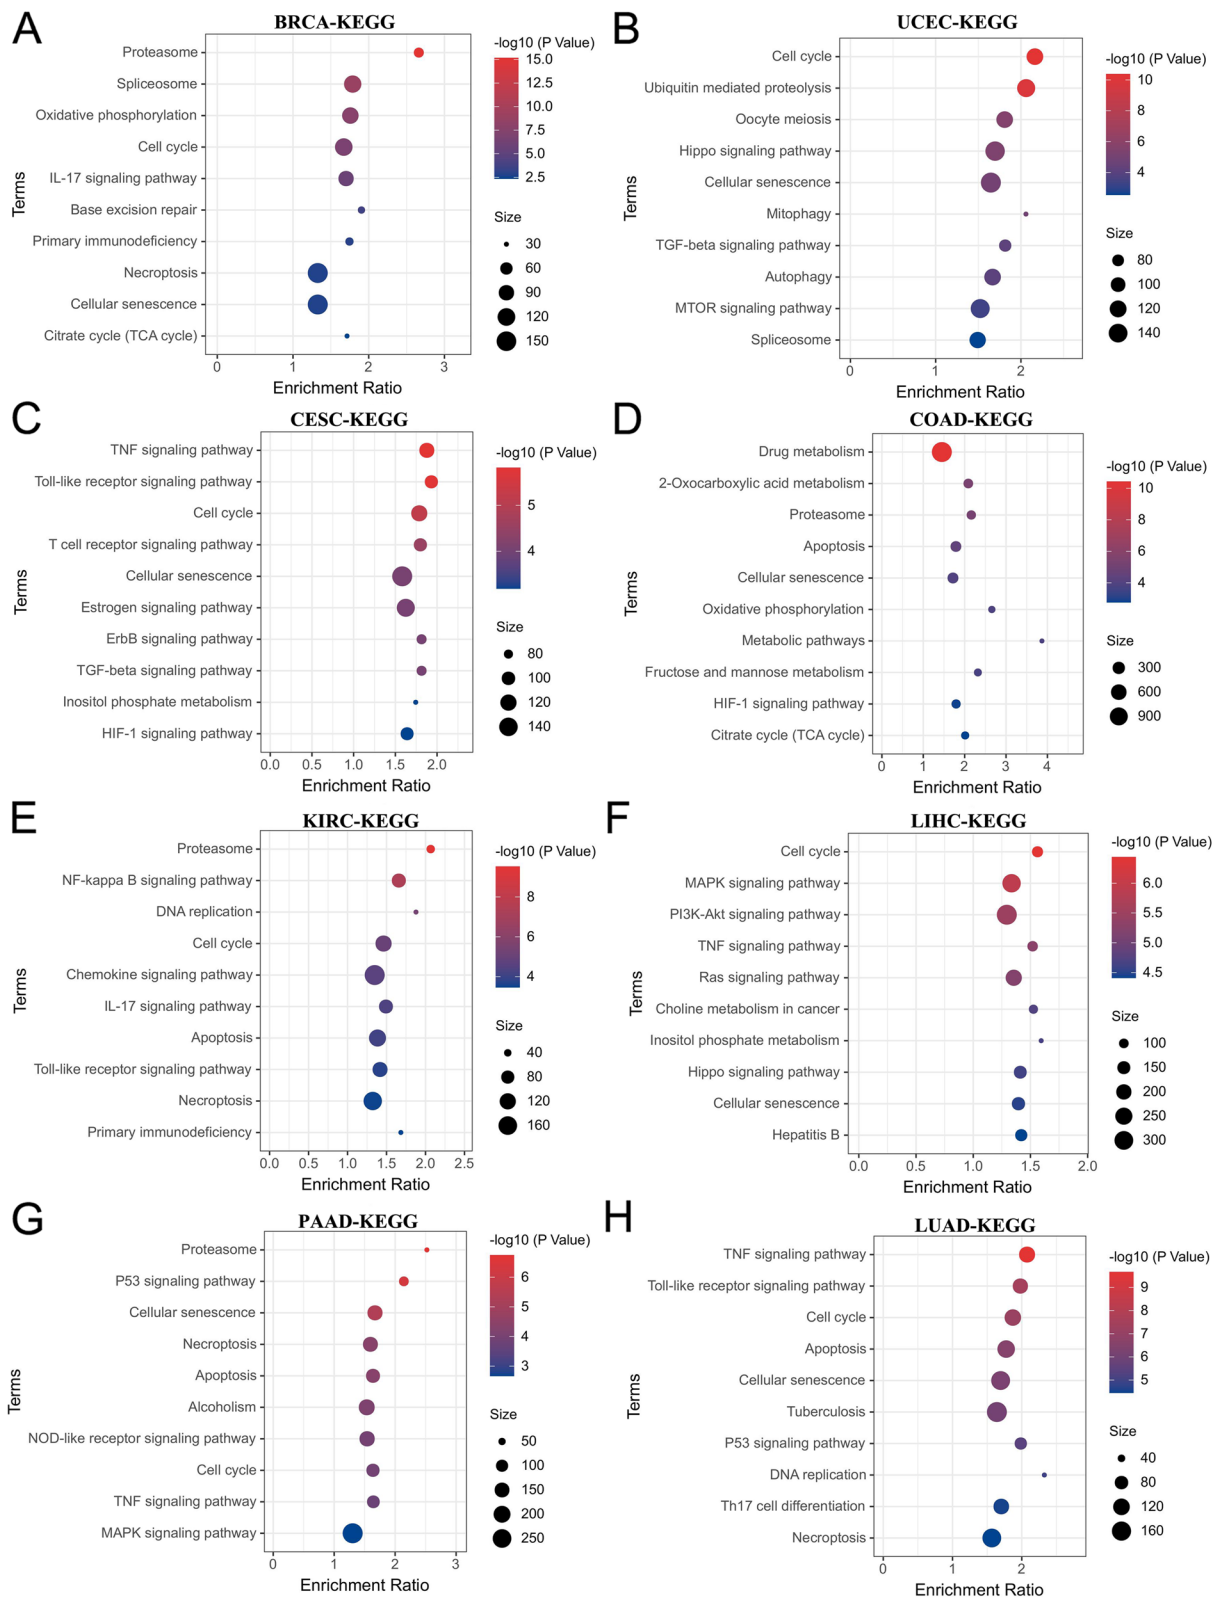 A
BRCA-KEGG
Terms
Proteasome
Spliceosome
Oxidative phosphorylation
Cell cycle
IL-17 signaling pathway
Base excision repair
Primary immunodeficiency
Necroptosis
Cellular senescence
Citrate cycle (TCA cycle)
0 1 2 3
Enrichment Ratio
-log10 (P Value)
15.0
12.5
10.0
7.5
5.0
2.5
Size
30
60
90
120
150
B
UCEC-KEGG
Terms
Cell cycle
Ubiquitin mediated proteolysis
Oocyte meiosis
Hippo signaling pathway
Cellular senescence
Mitophagy
TGF-beta signaling pathway
Autophagy
MTOR signaling pathway
Spliceosome
0 1 2
Enrichment Ratio
-log10 (P Value)
10
8
6
4
Size
80
100
120
140
C
CESC-KEGG
Terms
TNF signaling pathway
Toll-like receptor signaling pathway
Cell cycle
T cell receptor signaling pathway
Cellular senescence
Estrogen signaling pathway
ErbB signaling pathway
TGF-beta signaling pathway
Inositol phosphate metabolism
HIF-1 signaling pathway
0.0 0.5 1.0 1.5 2.0
Enrichment Ratio
-log10 (P Value)
5
4
Size
80
100
120
140
D
COAD-KEGG
Terms
Drug metabolism
2-Oxocarboxylic acid metabolism
Proteasome
Apoptosis
Cellular senescence
Oxidative phosphorylation
Metabolic pathways
Fructose and mannose metabolism
HIF-1 signaling pathway
Citrate cycle (TCA cycle)
0 1 2 3 4
Enrichment Ratio
-log10 (P Value)
10
8
6
4
Size
300
600
900
E
KIRC-KEGG
Terms
Proteasome
NF-kappa B signaling pathway
DNA replication
Cell cycle
Chemokine signaling pathway
IL-17 signaling pathway
Apoptosis
Toll-like receptor signaling pathway
Necroptosis
Primary immunodeficiency
0.0 0.5 1.0 1.5 2.0 2.5
Enrichment Ratio
-log10 (P Value)
8
6
4
Size
40
80
120
160
F
LIHC-KEGG
Terms
Cell cycle
MAPK signaling pathway
PI3K-Akt signaling pathway
TNF signaling pathway
Ras signaling pathway
Choline metabolism in cancer
Inositol phosphate metabolism
Hippo signaling pathway
Cellular senescence
Hepatitis B
0.0 0.5 1.0 1.5 2.0
Enrichment Ratio
-log10 (P Value)
6.0
5.5
5.0
4.5
Size
100
150
200
250
300
G
PAAD-KEGG
Terms
Proteasome
P53 signaling pathway
Cellular senescence
Necroptosis
Apoptosis
Alcoholism
NOD-like receptor signaling pathway
Cell cycle
TNF signaling pathway
MAPK signaling pathway
0 1 2 3
Enrichment Ratio
-log10 (P Value)
6
5
4
3
Size
50
100
150
200
250
H
LUAD-KEGG
Terms
TNF signaling pathway
Toll-like receptor signaling pathway
Cell cycle
Apoptosis
Cellular senescence
Tuberculosis
P53 signaling pathway
DNA replication
Th17 cell differentiation
Necroptosis
0 1 2
Enrichment Ratio
-log10 (P Value)
9
8
7
6
5
Size
40
80
120
160